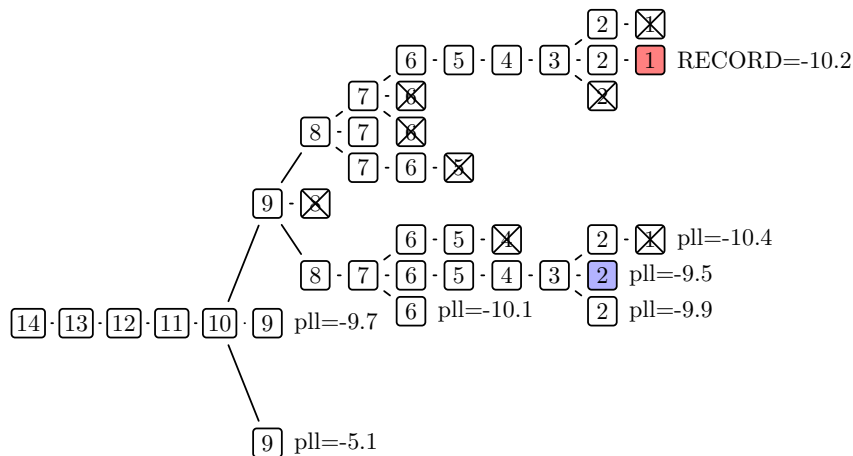 2 1
6 5 4 3 2 1 RECORD=-10.2
7 6 2
8 7 6
7 6 5
9 8
6 5 4 2 1 pll=-10.4
8 7 6 5 4 3 2 pll=-9.5
14 13 12 11 10 9 pll=-9.7 6 pll=-10.1 2 pll=-9.9
9 pll=-5.1